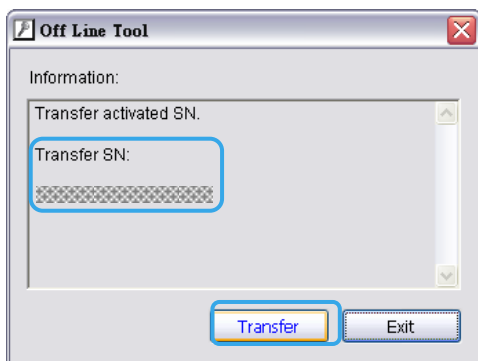 Off Line Tool
Information:
Transfer activated SN.
Transfer SN:
Transfer
Exit